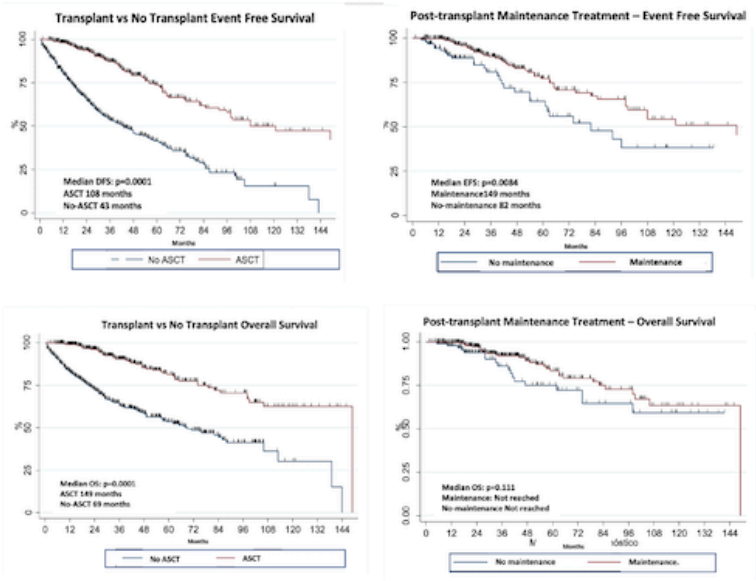 Transplant vs No Transplant Event Free Survival
100
75
50
25
0
%
Median DFS: p=0.0001
ASCT 108 months
No-ASCT 43 months
0 12 24 36 48 60 72 84 96 108 120 132 144
Months
No ASCT ASCT
Post-transplant Maintenance Treatment – Event Free Survival
100
75
50
25
0
%
Median EFS: p=0.0084
Maintenance149 months
No-maintenance 82 months
0 12 24 36 48 60 72 84 96 108 120 132 144
Months
No maintenance Maintenance
Transplant vs No Transplant Overall Survival
100
75
50
25
0
%
Median OS: p=0.0001
ASCT 149 months
No-ASCT 69 months
0 12 24 36 48 60 72 84 96 108 120 132 144
Months
No ASCT ASCT
Post-transplant Maintenance Treatment – Overall Survival
1.00
0.75
0.50
0.25
0.00
%
Median OS: p=0.111
Maintenance: Not reached
No-maintenance Not reached
0 12 24 36 48 60 72 84 96 108 120 132 144
Months óstico
No maintenance Maintenance.